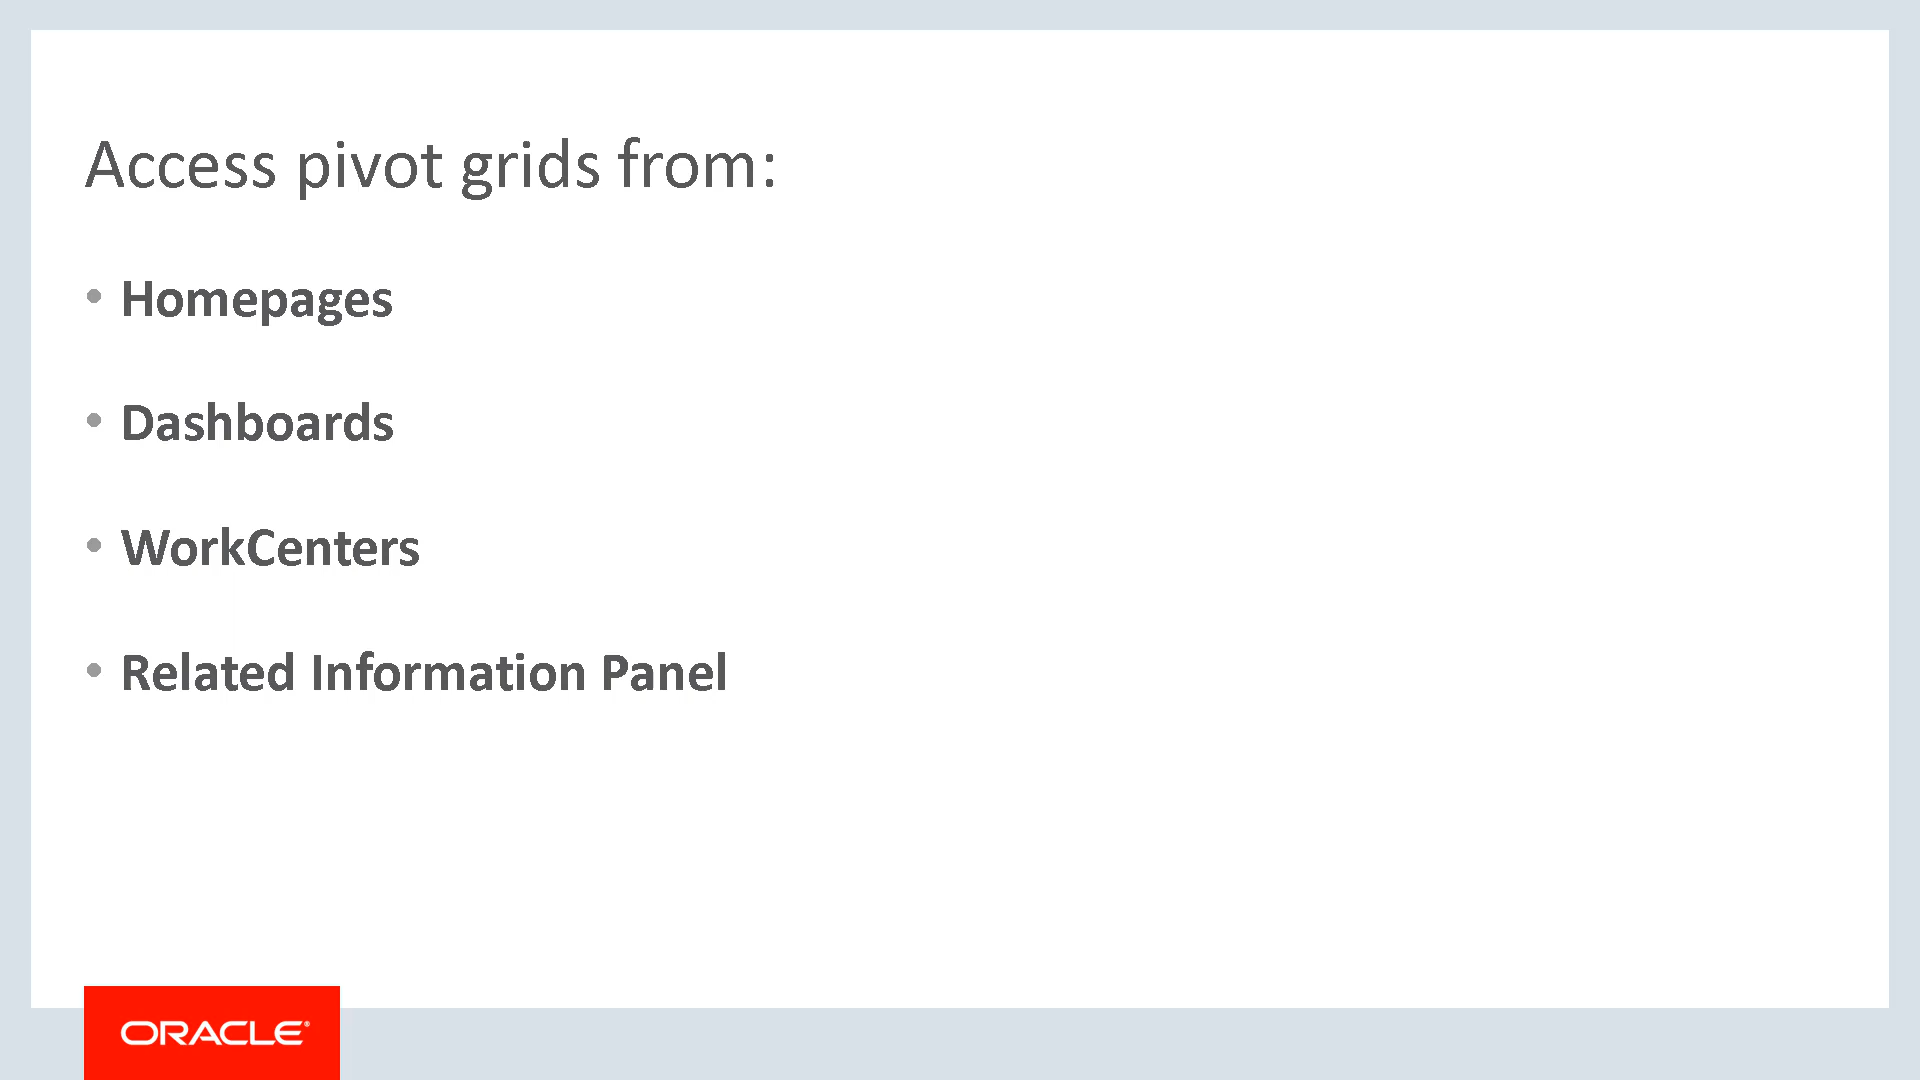 Access pivot grids from:
• Homepages
• Dashboards
• WorkCenters
• Related Information Panel
ORACLE®